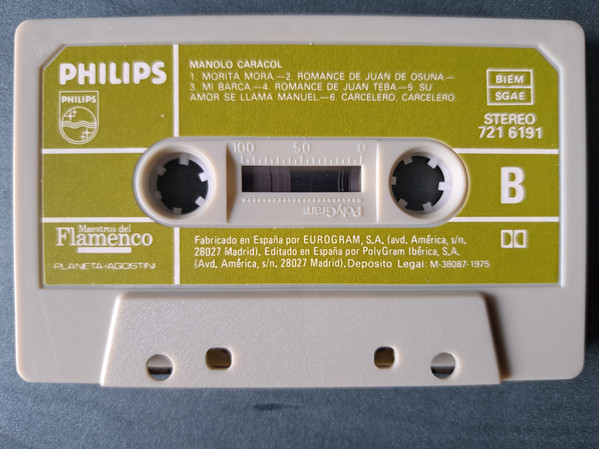 PHILIPS
PHILIPS
MANOLO CARACOL
1. MORITA MORA.—2. ROMANCE DE JUAN DE OSUNA.—
3. MI BARCA.—4. ROMANCE DE JUAN TEBA.—5. SU
AMOR SE LLAMA MANUEL.—6. CARCELERO, CARCELERO
BIEM
SGAE
STEREO
721 6191
100 50 0
PolyGram
B
Maestros del
Flamenco
PLANETA-AGOSTINI
Fabricado en España por EUROGRAM, S.A. (avd. América, s/n.
28027 Madrid). Editado en España por PolyGram Ibérica, S.A.
(Avd. América, s/n. 28027 Madrid). Deposito Legal: M-38087-1975